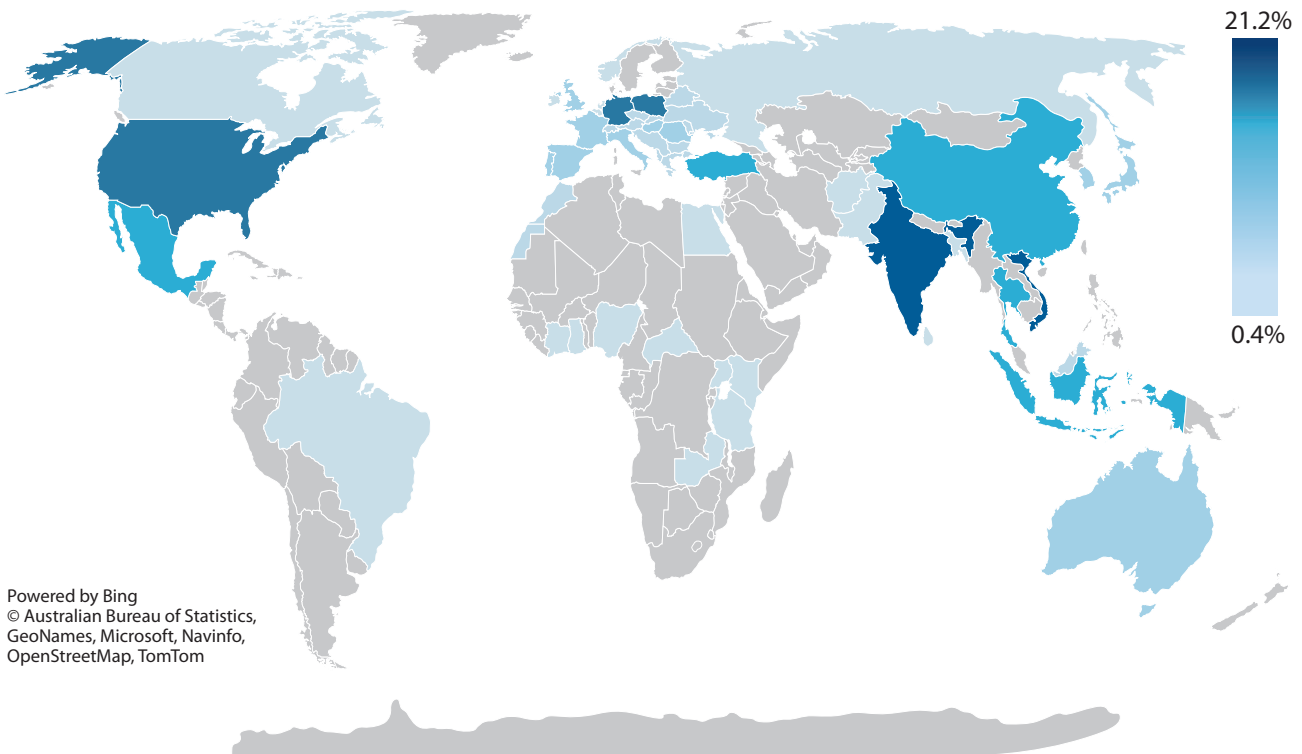 21.2%
0.4%
Powered by Bing
© Australian Bureau of Statistics,
GeoNames, Microsoft, Navinfo,
OpenStreetMap, TomTom